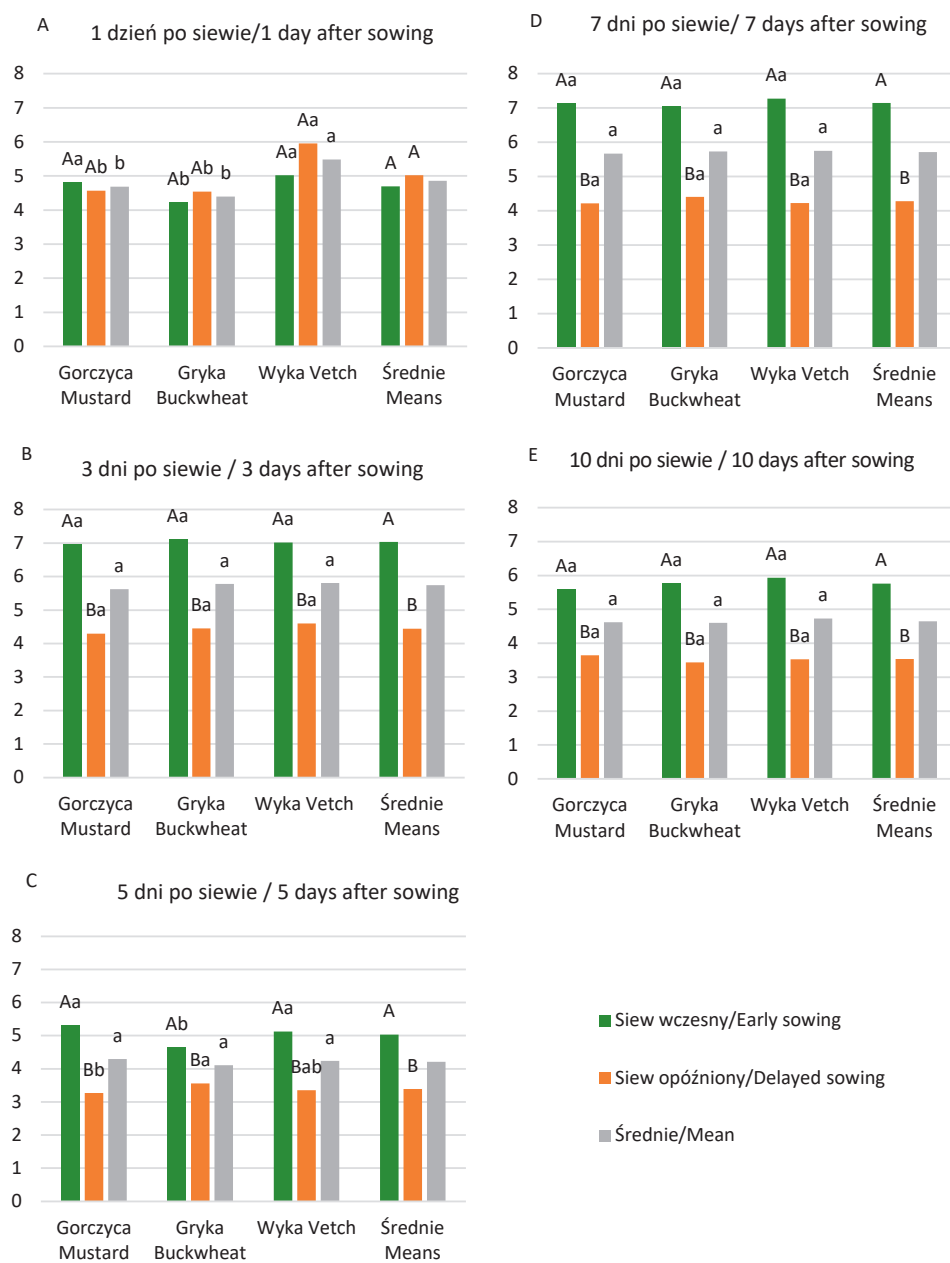 A
1 dzień po siewie/1 day after sowing
8
7
6
5
4
3
2
1
0
Aa Ab b
Ab Ab b
Aa Aa a
A A
Gorczyca
Mustard
Gryka
Buckwheat
Wyka Vetch
Średnie
Means
B
3 dni po siewie / 3 days after sowing
8
7
6
5
4
3
2
1
0
Aa Ba a
Aa Ba a
Aa Ba a
A B
Gorczyca
Mustard
Gryka
Buckwheat
Wyka Vetch
Średnie
Means
C
5 dni po siewie / 5 days after sowing
8
7
6
5
4
3
2
1
0
Aa Bb a
Ab Ba a
Aa Bab a
A B
Gorczyca
Mustard
Gryka
Buckwheat
Wyka Vetch
Średnie
Means
D
7 dni po siewie / 7 days after sowing
8
7
6
5
4
3
2
1
0
Aa Ba a
Aa Ba a
Aa Ba a
A B
Gorczyca
Mustard
Gryka
Buckwheat
Wyka Vetch
Średnie
Means
E
10 dni po siewie / 10 days after sowing
8
7
6
5
4
3
2
1
0
Aa Ba a
Aa Ba a
Aa Ba a
A B
Gorczyca
Mustard
Gryka
Buckwheat
Wyka Vetch
Średnie
Means
Siew wczesny/Early sowing
Siew opóźniony/Delayed sowing
Średnie/Mean